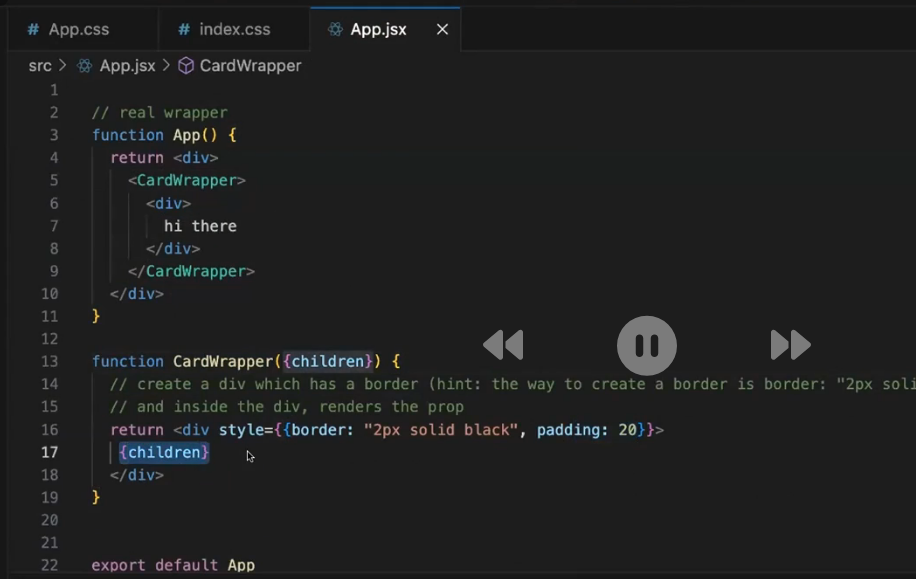 # App.css # index.css App.jsx ×
src > App.jsx > CardWrapper
1
2 // real wrapper
3 function App() {
4 return <div>
5 <CardWrapper>
6 <div>
7 hi there
8 </div>
9 </CardWrapper>
10 </div>
11 }
12
13 function CardWrapper({children}) {
14 // create a div which has a border (hint: the way to create a border is border: "2px soli
15 // and inside the div, renders the prop
16 return <div style={{border: "2px solid black", padding: 20}}>
17 {children}
18 </div>
19 }
20
21
22 export default App